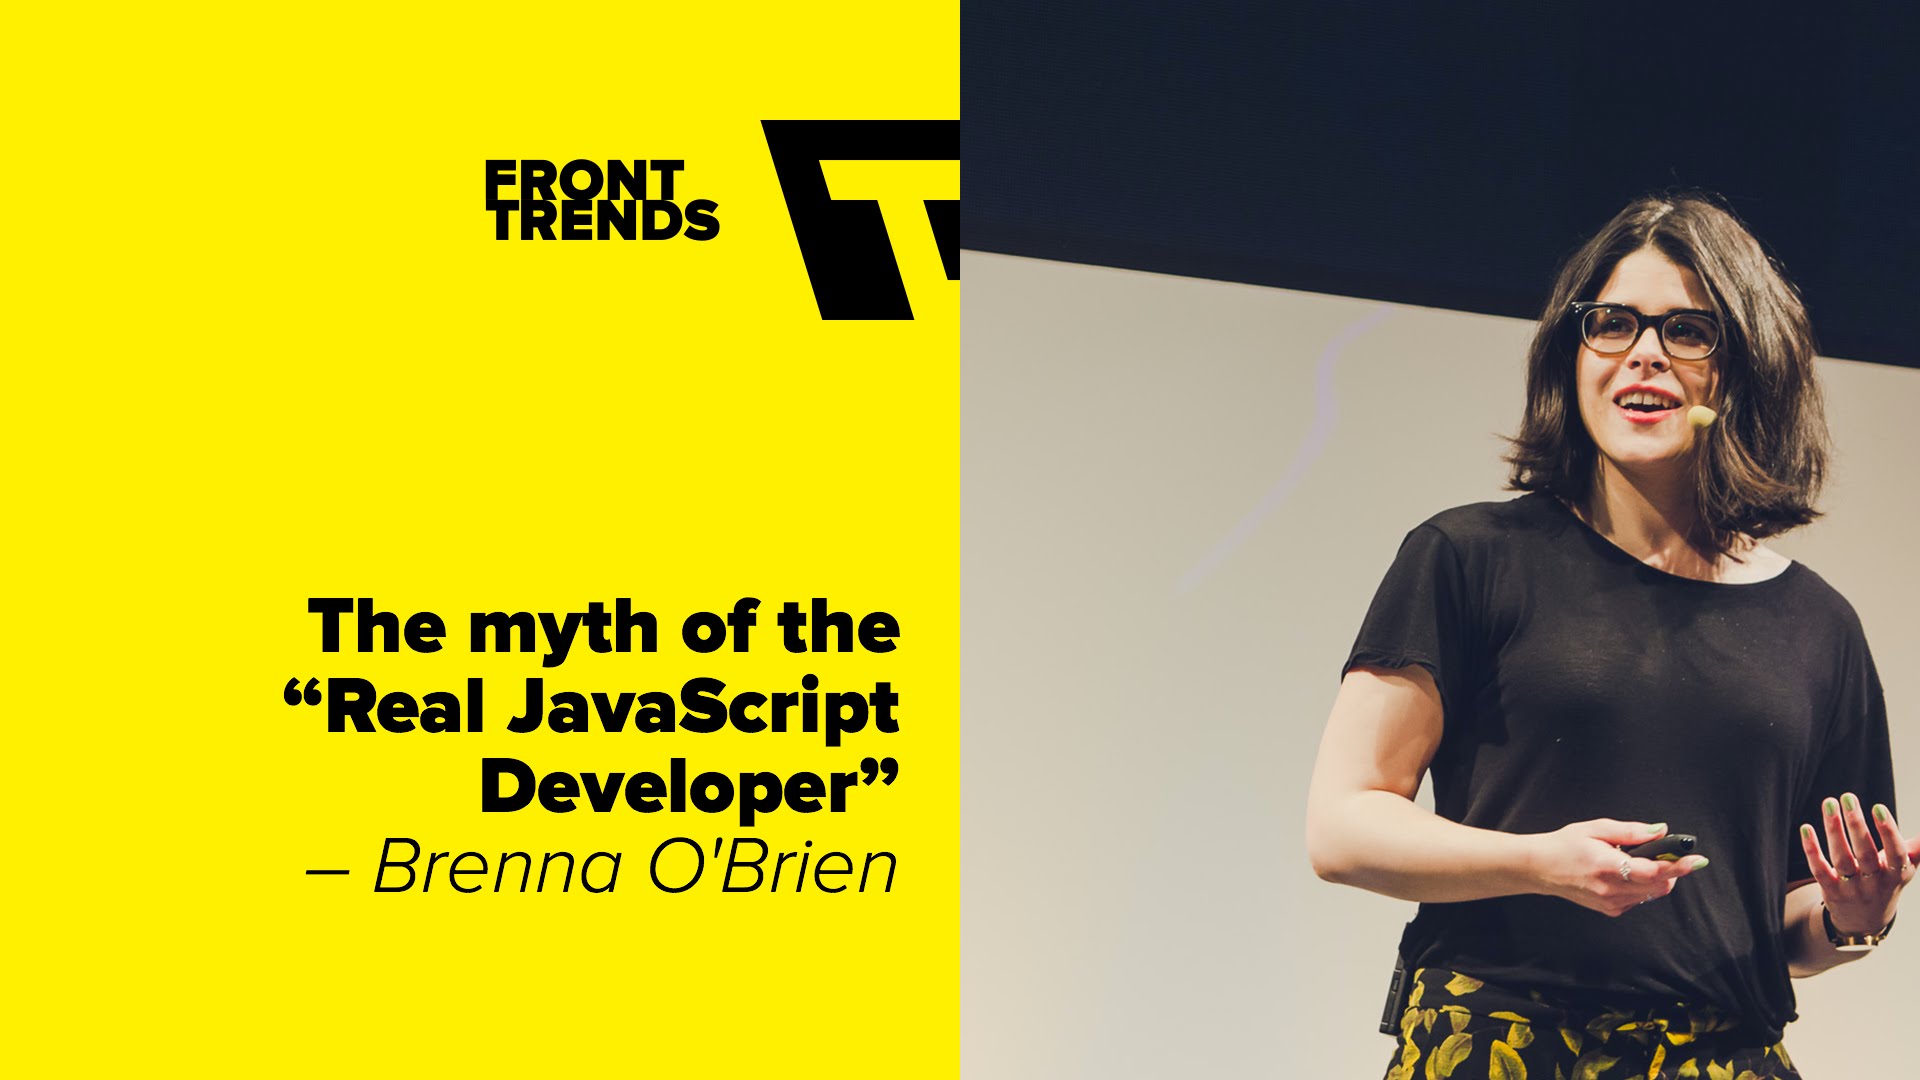 FRONT
TRENDS
The myth of the
“Real JavaScript
Developer”
– Brenna O'Brien